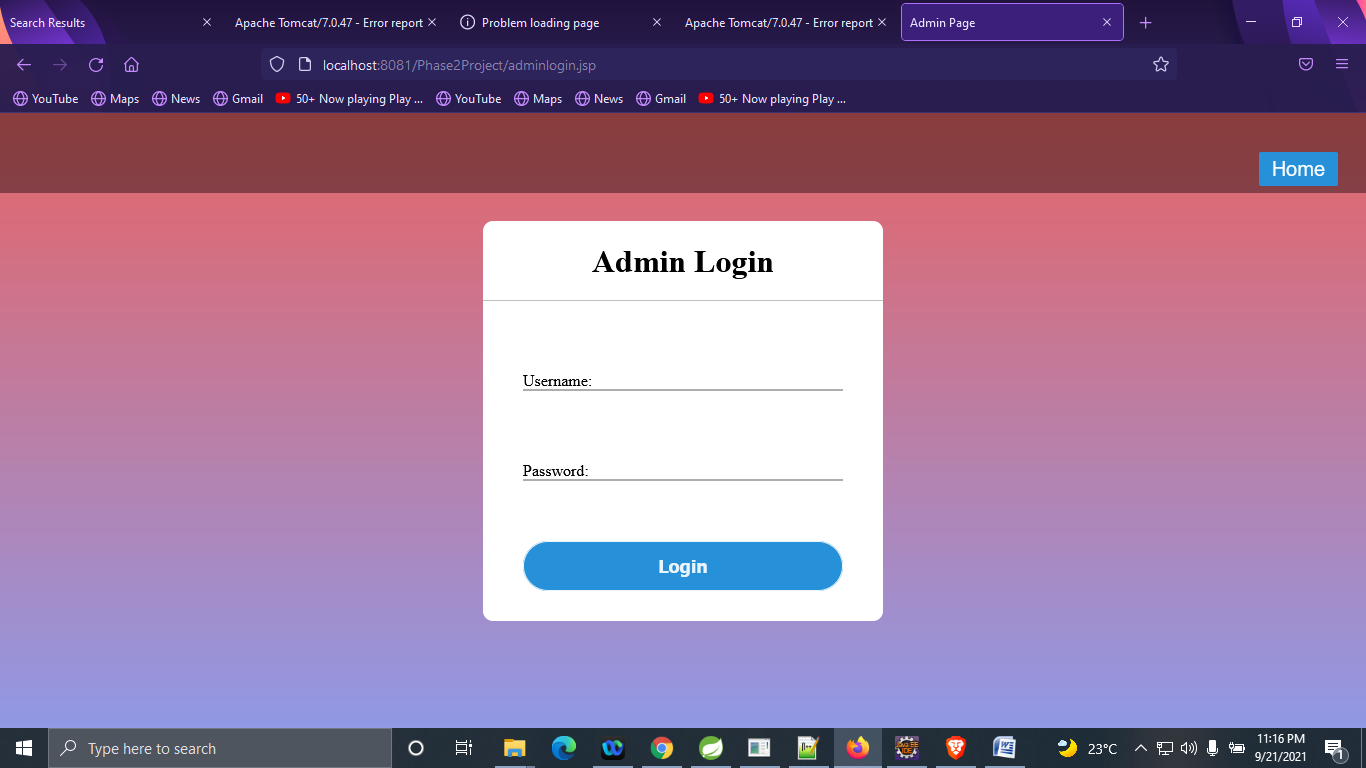 Search Results
Apache Tomcat/7.0.47 - Error report
Problem loading page
Apache Tomcat/7.0.47 - Error report
Admin Page
localhost:8081/Phase2Project/adminlogin.jsp
YouTube Maps News Gmail 50+ Now playing Play ... YouTube Maps News Gmail 50+ Now playing Play ...
Home
Admin Login
Username:
Password:
Login
Type here to search
23°C
11:16 PM
9/21/2021
1